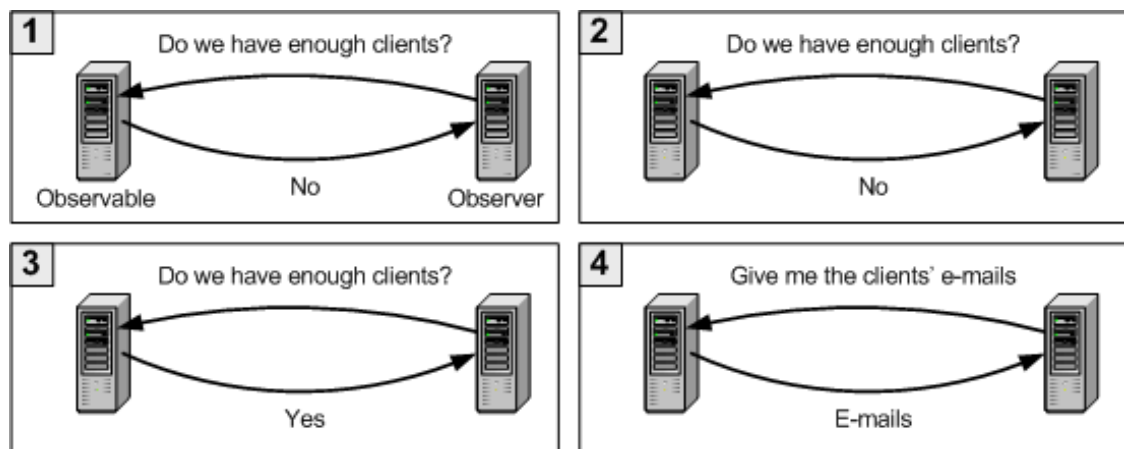 1
Do we have enough clients?
No
Observable
Observer
2
Do we have enough clients?
No
3
Do we have enough clients?
Yes
4
Give me the clients' e-mails
E-mails